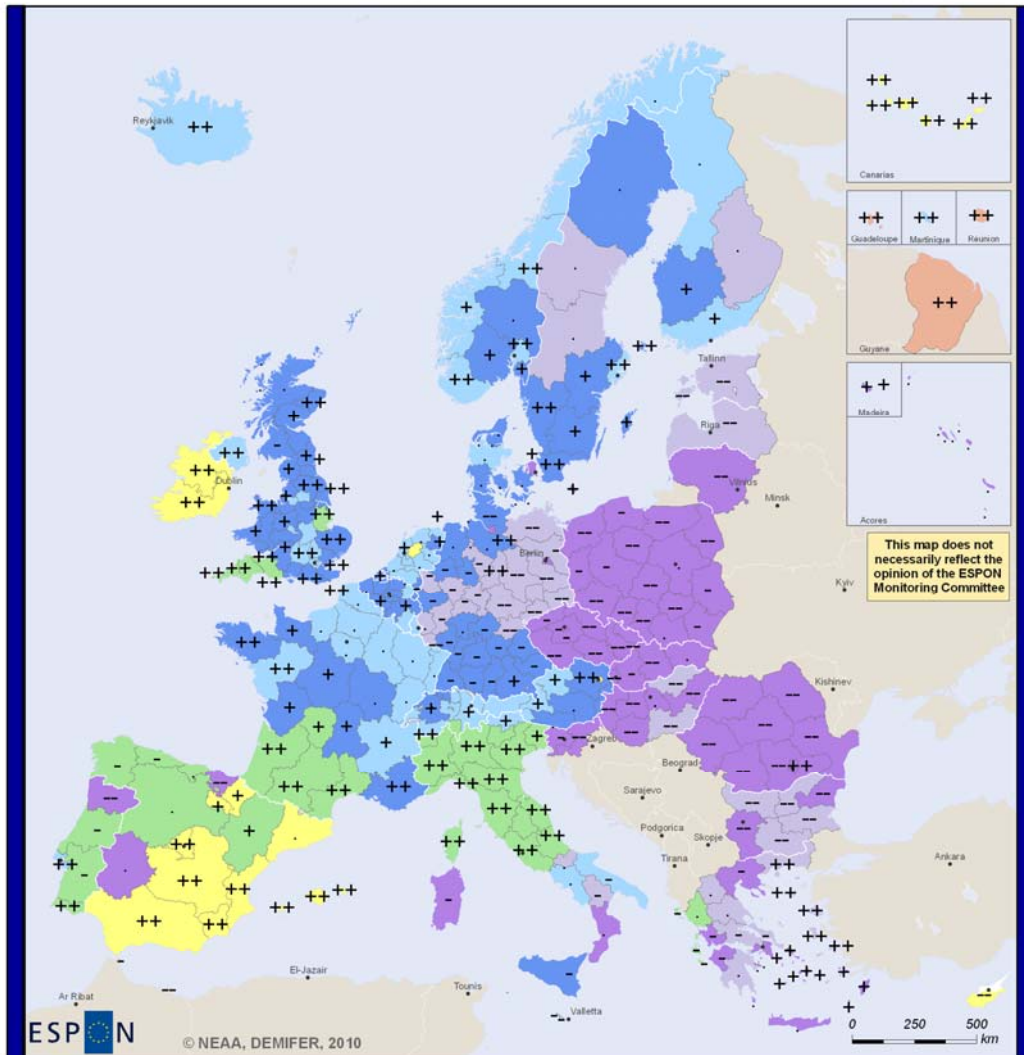 Reykjavik
Canarias
Guadeloupe
Martinique
Reunion
Guyane
Madeira
Acores
Tallinn
Riga
Vilnius
Minsk
Dublin
Berlin
This map does not
necessarily reflect the
opinion of the ESPON
Monitoring Committee
Kyiv
Kishinev
Zagreb
Beograd
Sarajevo
Podgorica
Skopje
Tirana
Ankara
El-Jazair
Tounis
Ar Ribat
Valletta
ESPON
© NEAA, DEMIFER, 2010
0 250 500
km